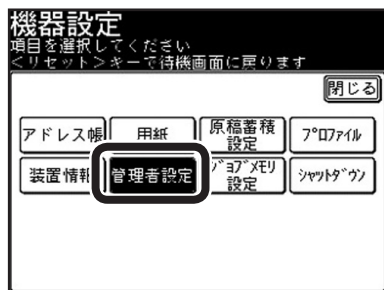 機器設定
項目を選択してください
<リセット>キーで待機画面に戻ります
閉じる
アドレス帳 用紙 原稿蓄積 プロファイル
設定
装置情報 管理者設定 ジョブメモリ シャットダウン
設定